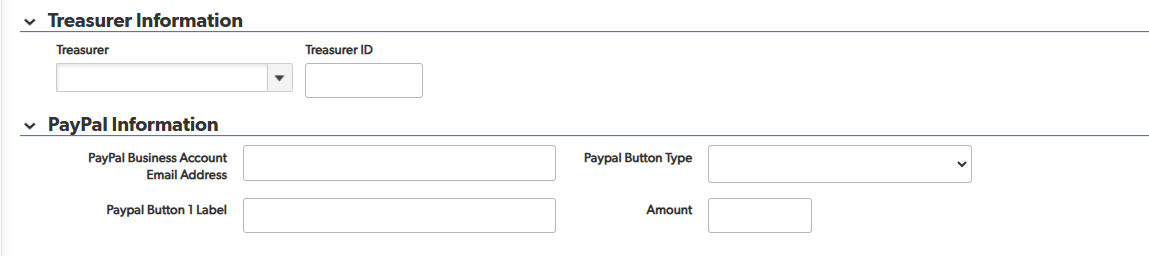 Treasurer Information
Treasurer Treasurer ID
PayPal Information
PayPal Business Account
Email Address
Paypal Button Type
Paypal Button 1 Label Amount